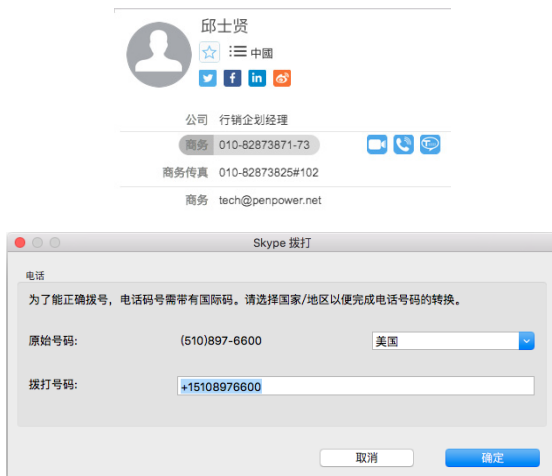 邱士贤
中國
公司 行销企划经理
商务 010-82873871-73
商务传真 010-82873825#102
商务 tech@penpower.net
Skype 拨打
电话
为了能正确拨号，电话码号需带有国际码。请选择国家/地区以便完成电话号码的转换。
原始号码: (510)897-6600 美国
拨打号码: +15108976600
取消 确定